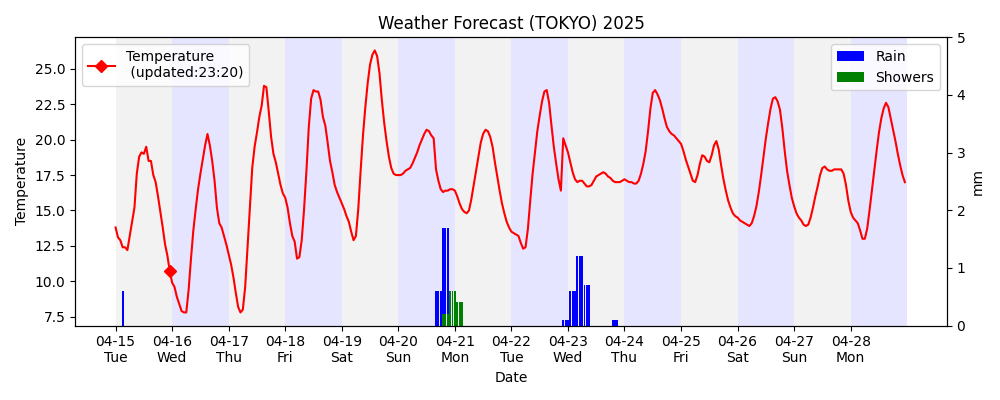 Weather Forecast (TOKYO) 2025
Temperature
(updated:23:20)
Rain
Showers
Temperature
25.0
22.5
20.0
17.5
15.0
12.5
10.0
7.5
5
4
3
2
1
0
mm
04-15 04-16 04-17 04-18 04-19 04-20 04-21 04-22 04-23 04-24 04-25 04-26 04-27 04-28
Tue Wed Thu Fri Sat Sun Mon Tue Wed Thu Fri Sat Sun Mon
Date